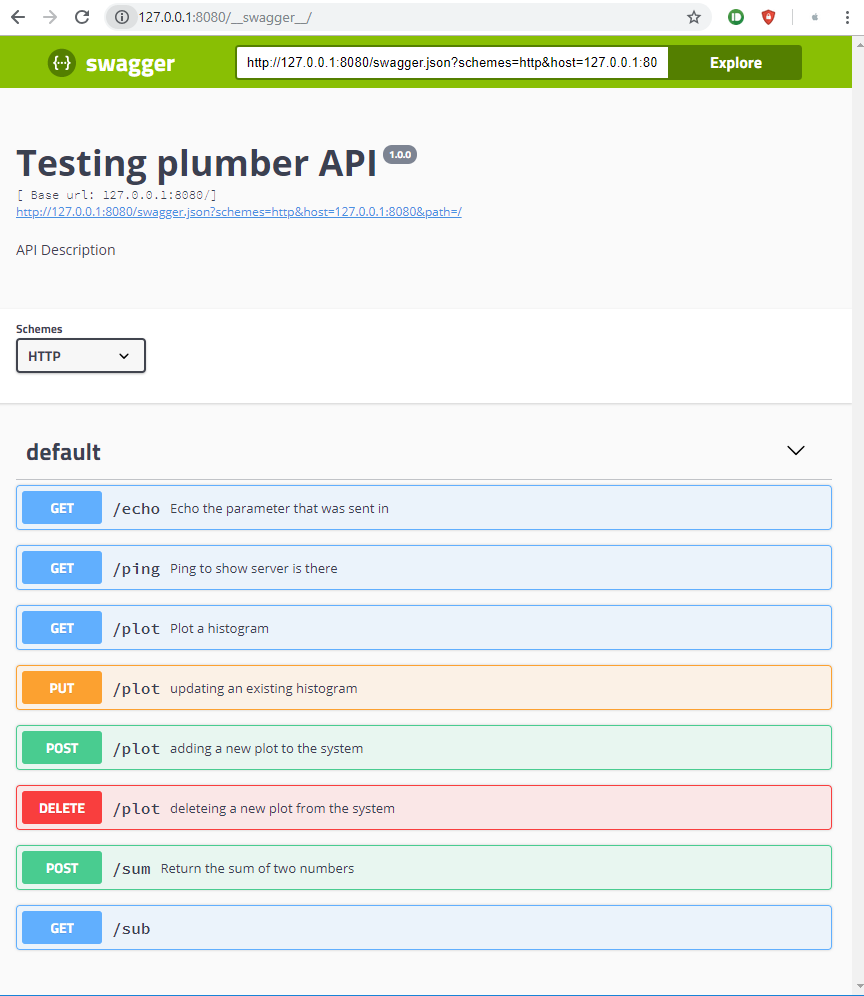 127.0.0.1:8080/__swagger__/
{··} swagger
http://127.0.0.1:8080/swagger.json?schemes=http&host=127.0.0.1:80
Explore
Testing plumber API 1.0.0
[ Base url: 127.0.0.1:8080/]
http://127.0.0.1:8080/swagger.json?schemes=http&host=127.0.0.1:8080&path=/
API Description
Schemes
HTTP
default
GET /echo Echo the parameter that was sent in
GET /ping Ping to show server is there
GET /plot Plot a histogram
PUT /plot updating an existing histogram
POST /plot adding a new plot to the system
DELETE /plot deleteing a new plot from the system
POST /sum Return the sum of two numbers
GET /sub